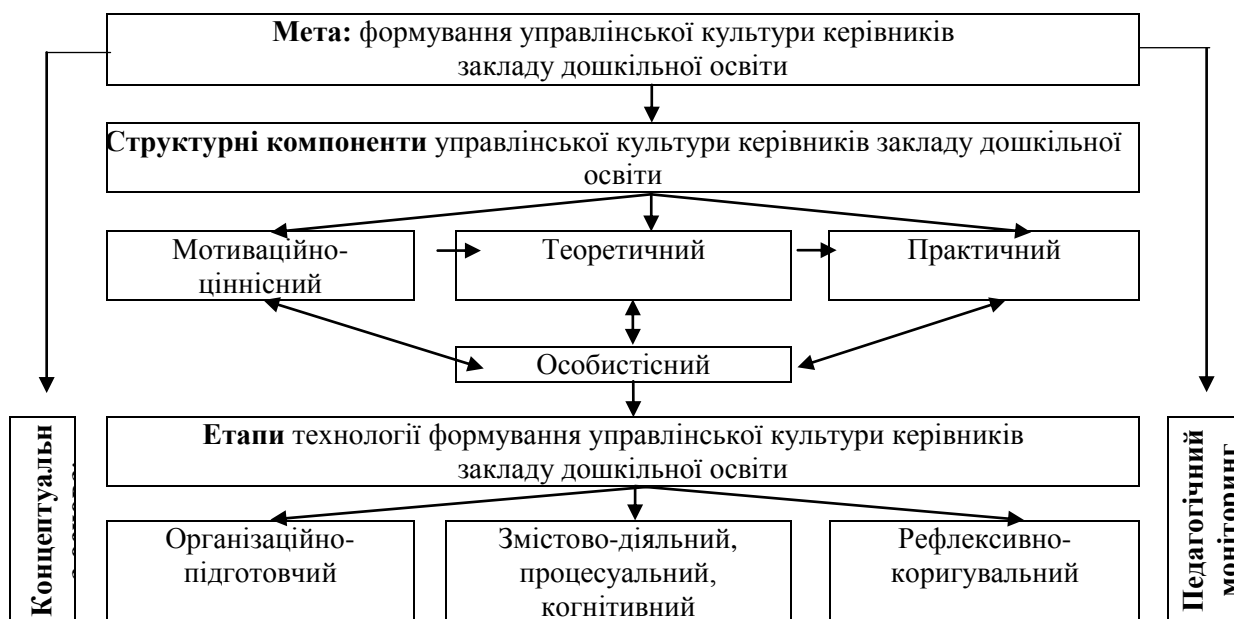 Мета: формування управлінської культури керівників
закладу дошкільної освіти
Структурні компоненти управлінської культури керівників закладу дошкільної
освіти
Мотиваційно-
ціннісний
Теоретичний
Практичний
Особистісний
Етапи технології формування управлінської культури керівників
закладу дошкільної освіти
Організаційно-
підготовчий
Змістово-діяльний,
процесуальний,
когнітивний
Рефлексивно-
коригувальний
Концептуальн
Педагогічний
моніторинг